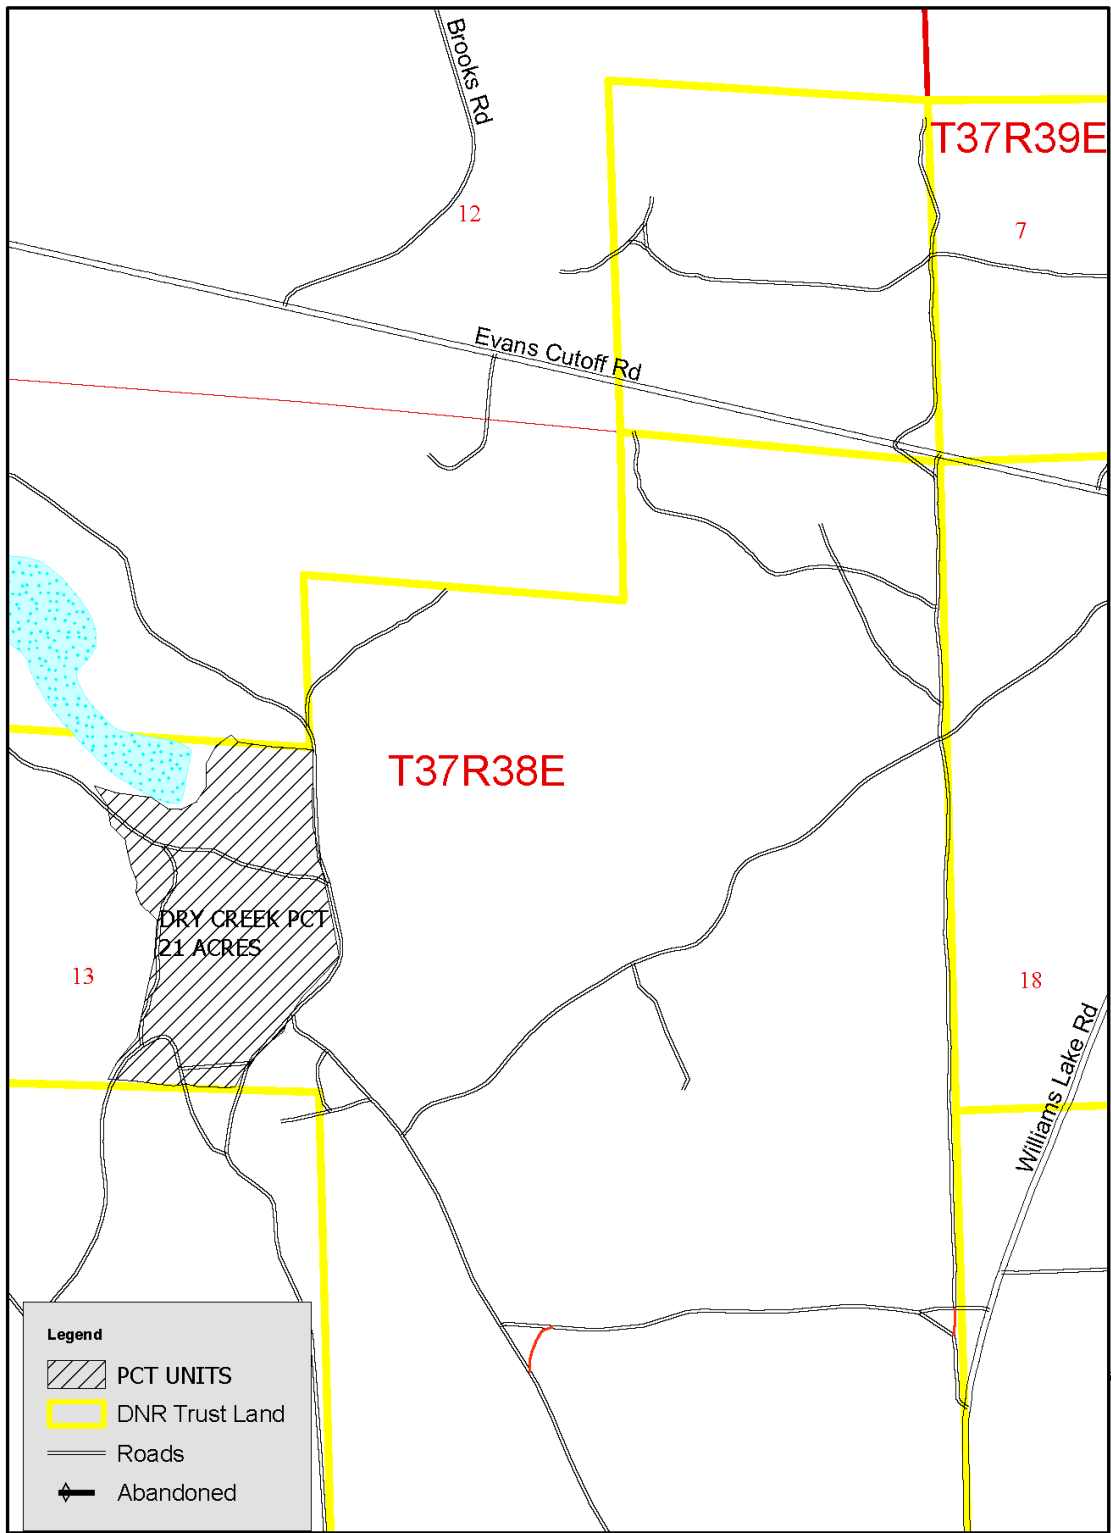 Brooks Rd
T37R39E
12
7
Evans Cutoff Rd
T37R38E
DRY CREEK PCT
21 ACRES
13
18
Williams Lake Rd
Legend
PCT UNITS
DNR Trust Land
Roads
Abandoned